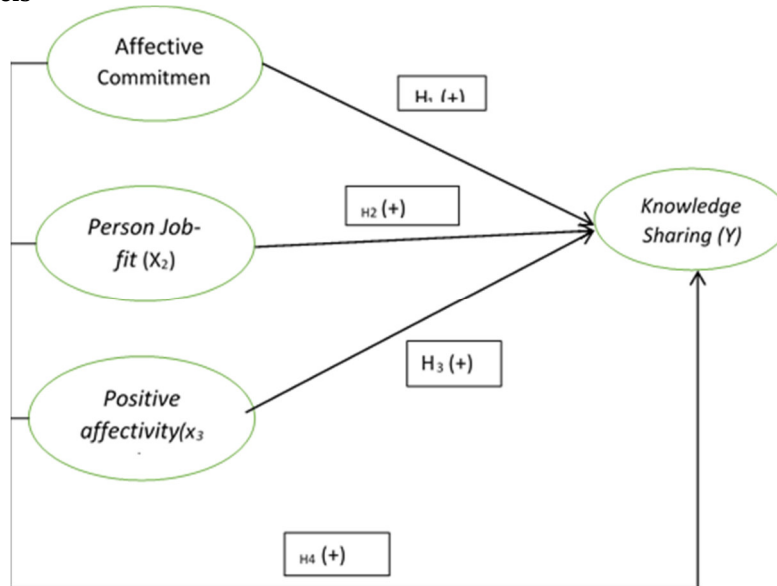 Affective
Commitmen
H₁ (+)
H2 (+)
Person Job-
fit (X₂)
Knowledge
Sharing (Y)
H₃ (+)
Positive
affectivity(x₃
H4 (+)